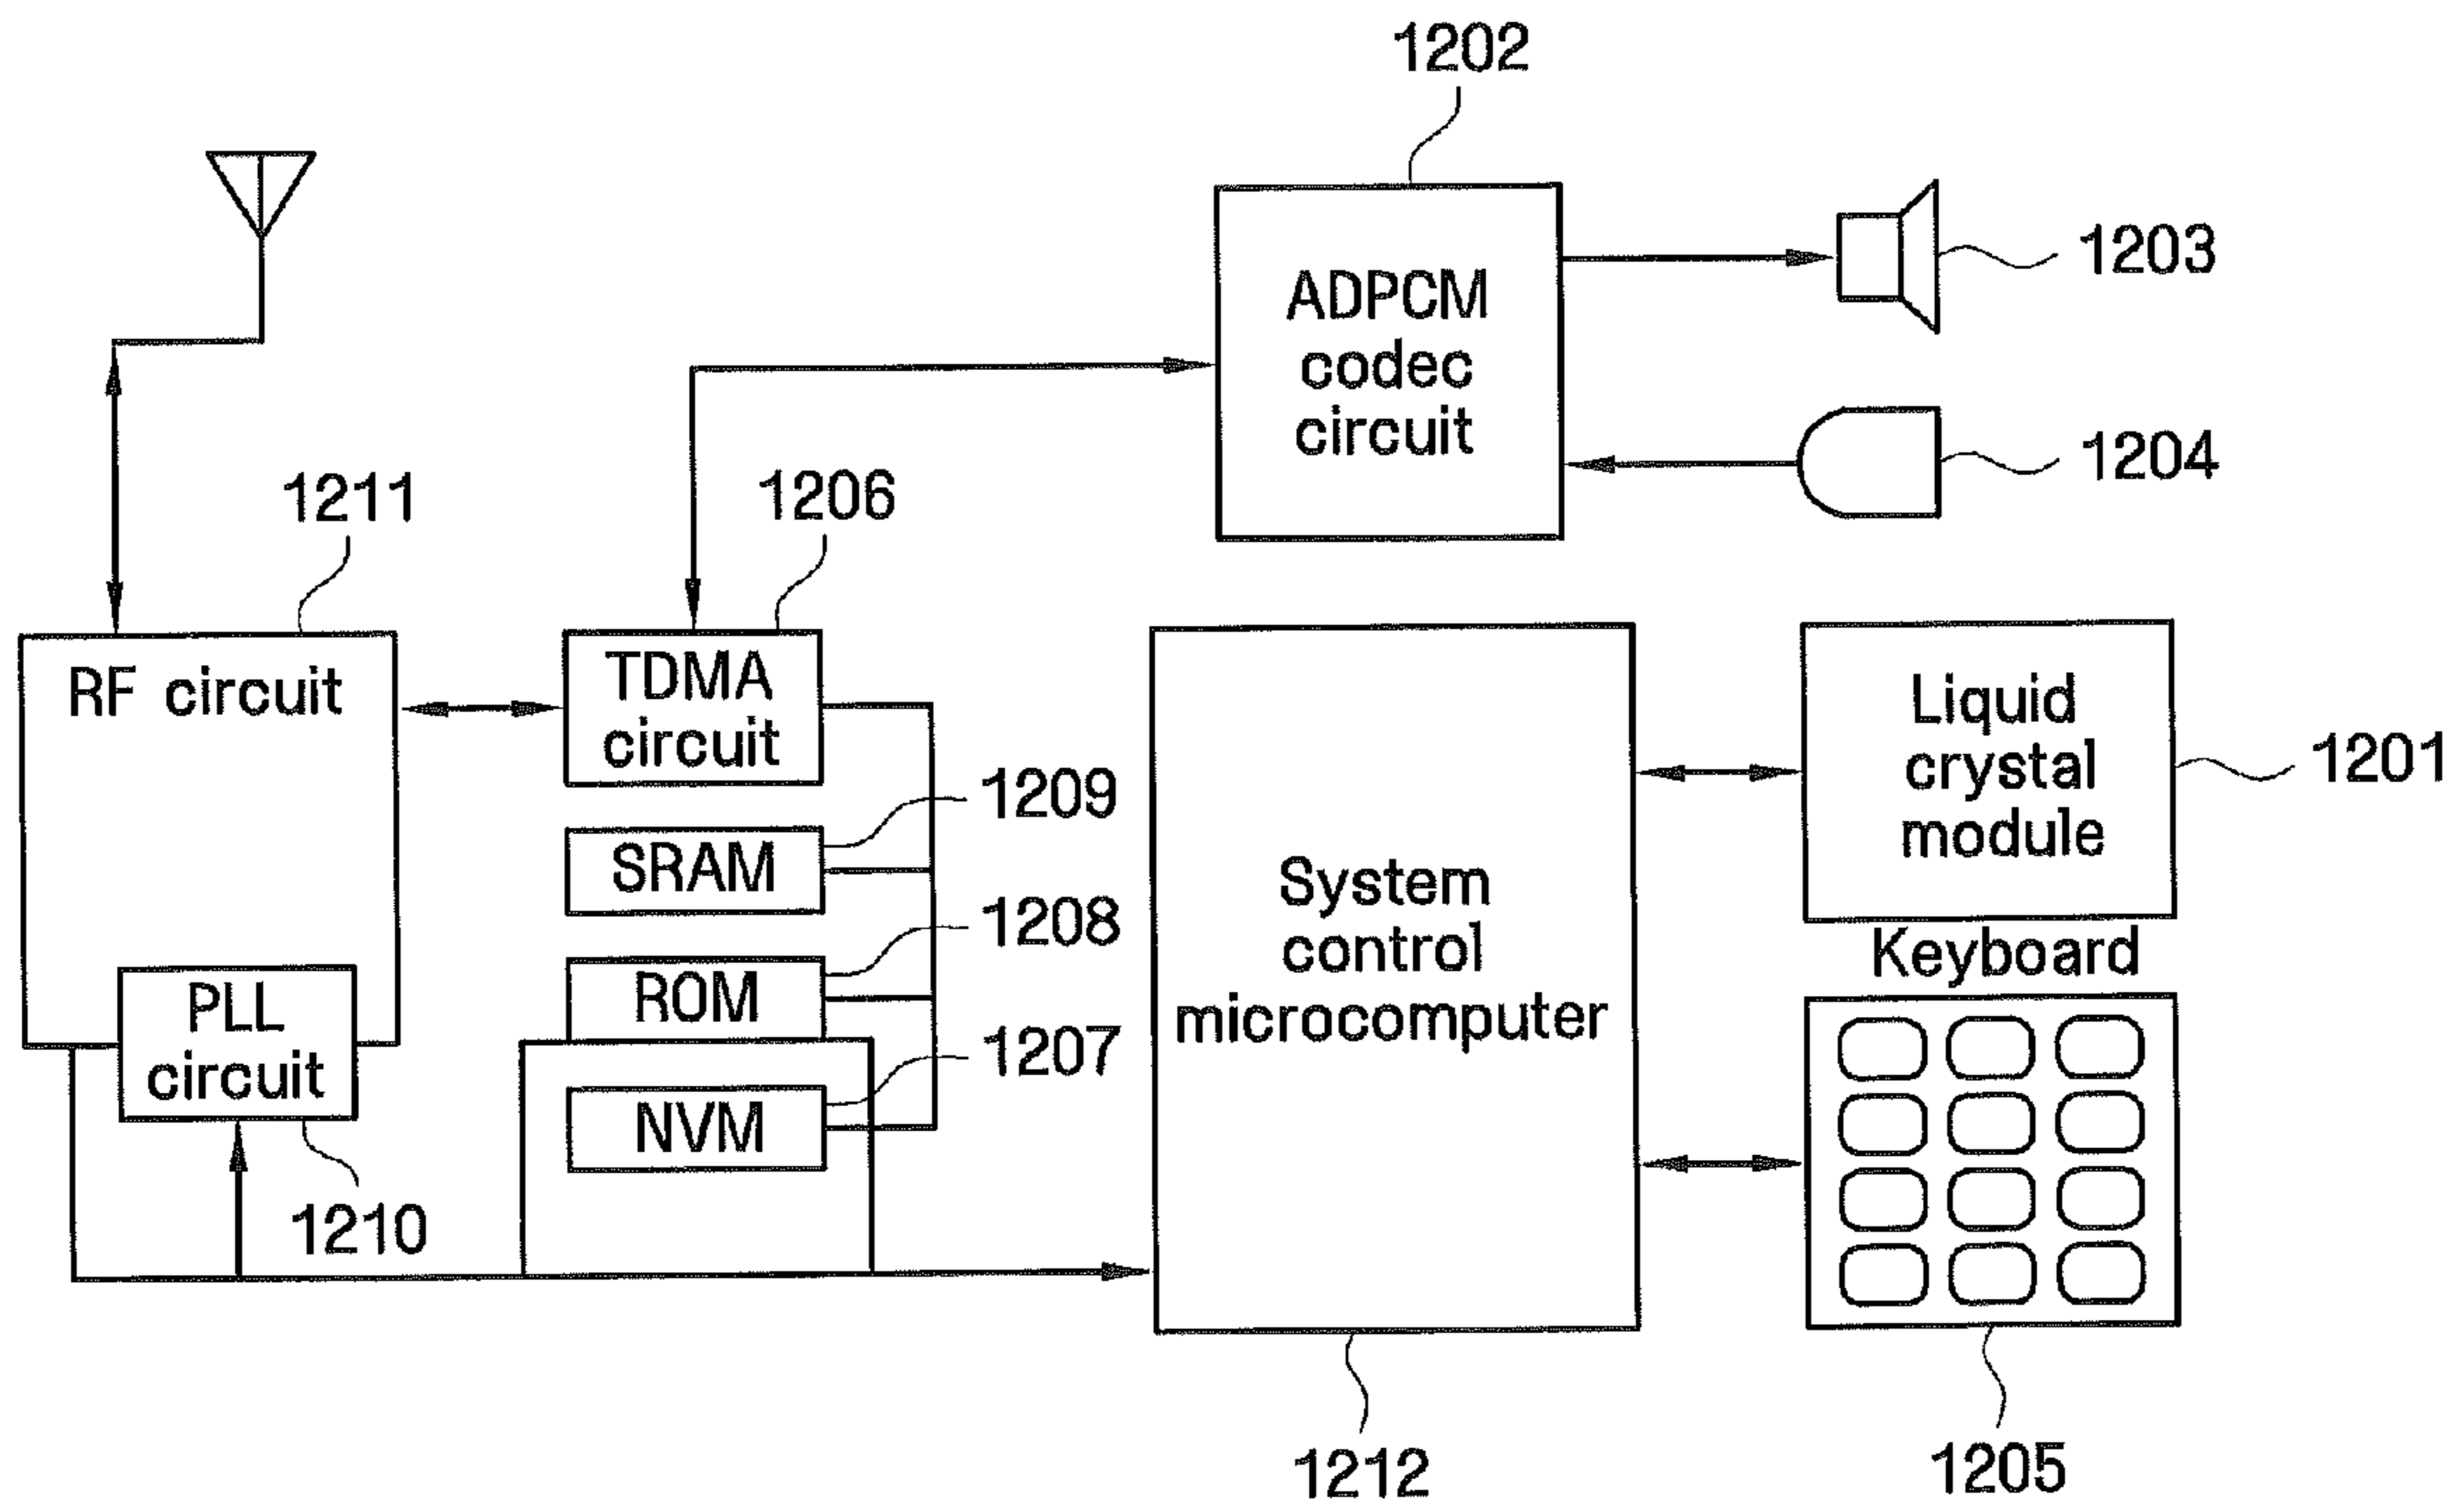 1202
ADPCM
codec
circuit
1203
1204
1211
1206
RF circuit
TDMA
circuit
1209
SRAM
1208
ROM
1207
NVM
PLL
circuit
1210
System
control
microcomputer
1212
Liquid
crystal
module
1201
Keyboard
1205